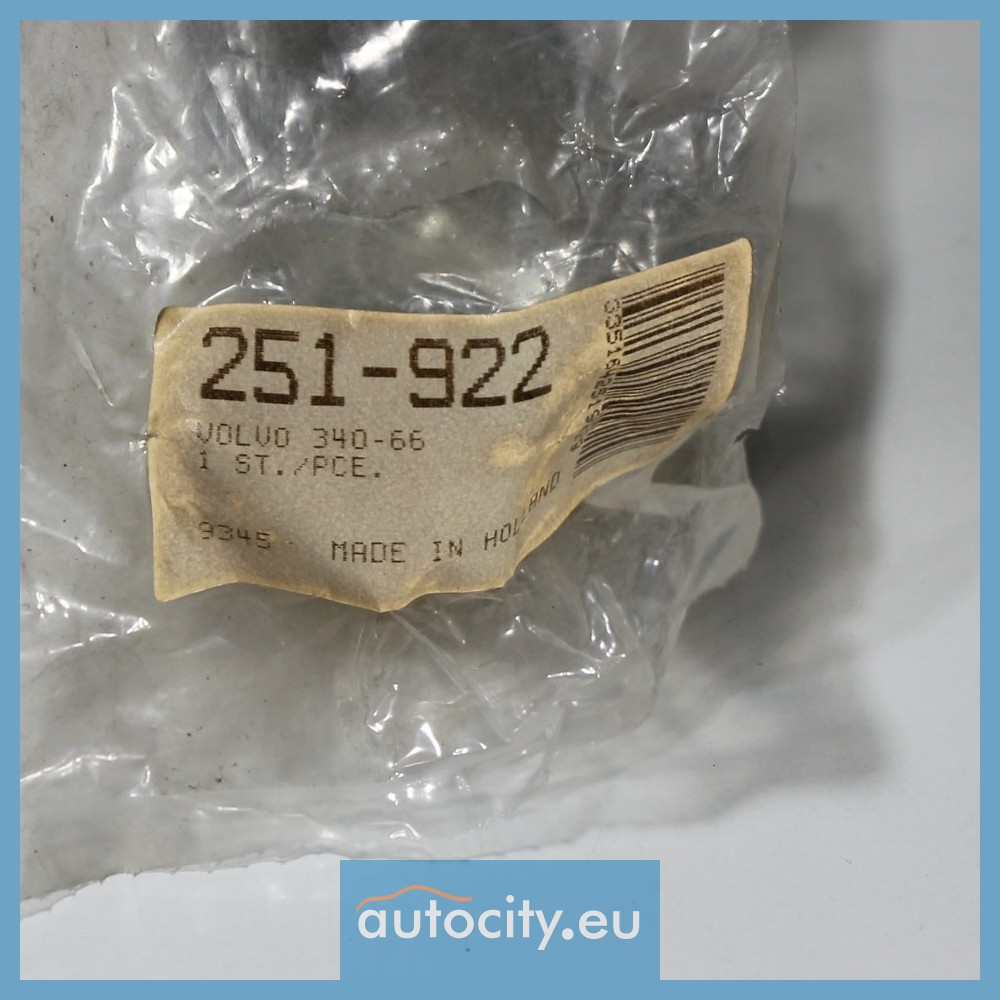 251-922
VOLVO 340-66
1 ST./PCE.
9345 MADE IN HOLLAND
autocity.eu